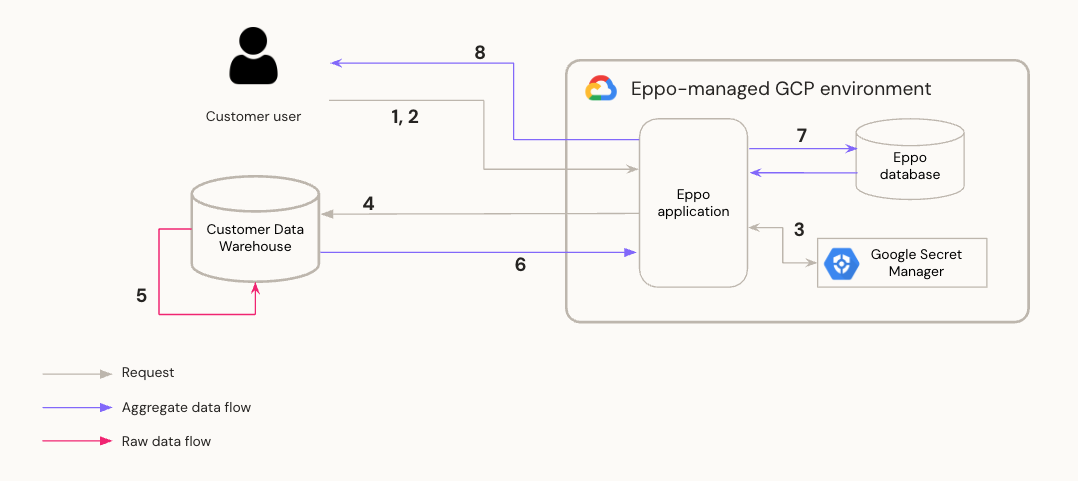 8
Eppo-managed GCP environment
Customer user
1, 2
7
Eppo
database
Eppo
application
4
Customer Data
Warehouse
3
Google Secret
Manager
6
5
Request
Aggregate data flow
Raw data flow